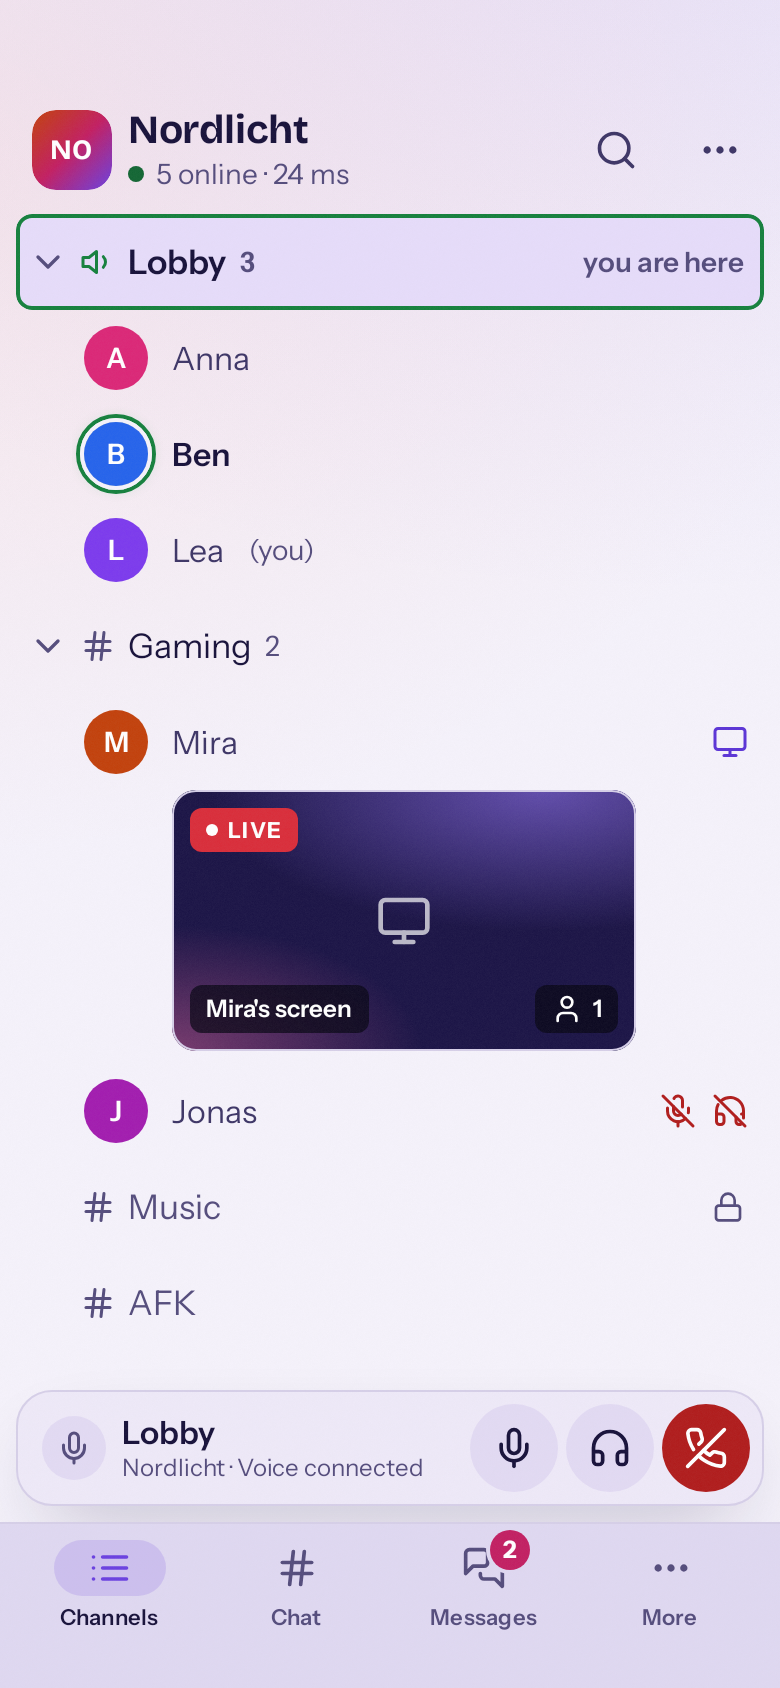 NO
Nordlicht
5 online · 24 ms
Lobby 3
you are here
A Anna
B Ben
L Lea (you)
# Gaming 2
M Mira
LIVE
Mira's screen
1
J Jonas
# Music
# AFK
Lobby
Nordlicht · Voice connected
2
Channels
Chat
Messages
More